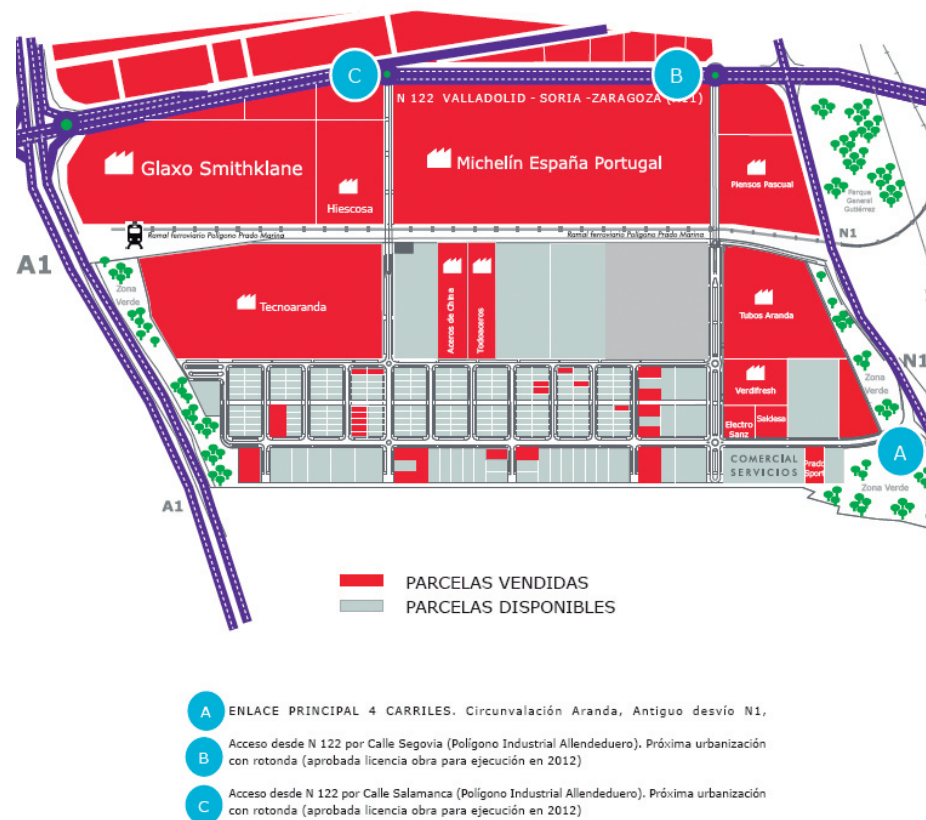 C
B
N 122 VALLADOLID - SORIA -ZARAGOZA (N11)
Glaxo Smithklane
Michelín España Portugal
Hiescosa
Piensos Pascual
Parque
General
Gutiérrez
Ramal ferroviario Polígono Prado Marina
Ramal ferroviario Polígono Prado Marina
N1
A1
Zona
Verde
Tecnoaranda
Aceros de China
Todoaceros
Tubos Aranda
N1
Zona
Verde
Verdifresh
Electro
Sanz
Seldesa
A
COMERCIAL
SERVICIOS
Prado
Sport
Zona Verde
A1
PARCELAS VENDIDAS
PARCELAS DISPONIBLES
A ENLACE PRINCIPAL 4 CARRILES. Circunvalación Aranda, Antiguo desvío N1,
B Acceso desde N 122 por Calle Segovia (Polígono Industrial Allendeduero). Próxima urbanización
con rotonda (aprobada licencia obra para ejecución en 2012)
C Acceso desde N 122 por Calle Salamanca (Polígono Industrial Allendeduero). Próxima urbanización
con rotonda (aprobada licencia obra para ejecución en 2012)